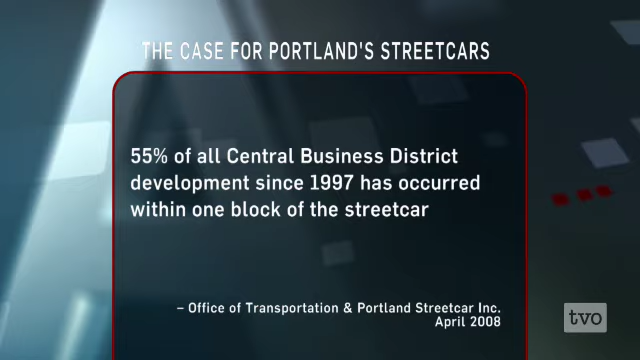 THE CASE FOR PORTLAND'S STREETCARS
55% of all Central Business District
development since 1997 has occurred
within one block of the streetcar
– Office of Transportation & Portland Streetcar Inc.
April 2008
tvo